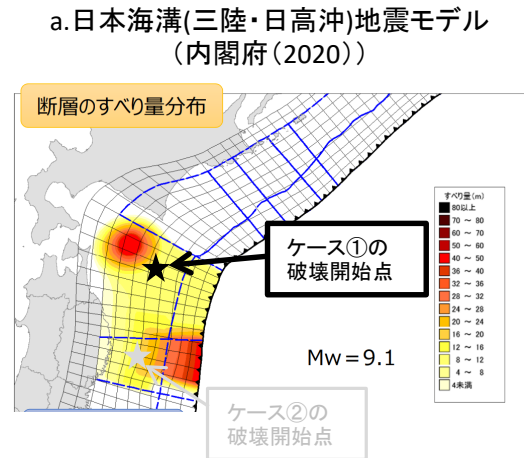 a.日本海溝(三陸・日高沖)地震モデル
（内閣府（2020））
断層のすべり量分布
ケース①の
破壊開始点
Mw＝9.1
ケース②の
破壊開始点
すべり量(m)
80以上
70 ～ 80
60 ～ 70
50 ～ 60
40 ～ 50
36 ～ 40
32 ～ 36
28 ～ 32
24 ～ 28
20 ～ 24
16 ～ 20
12 ～ 16
8 ～ 12
4 ～ 8
4未満